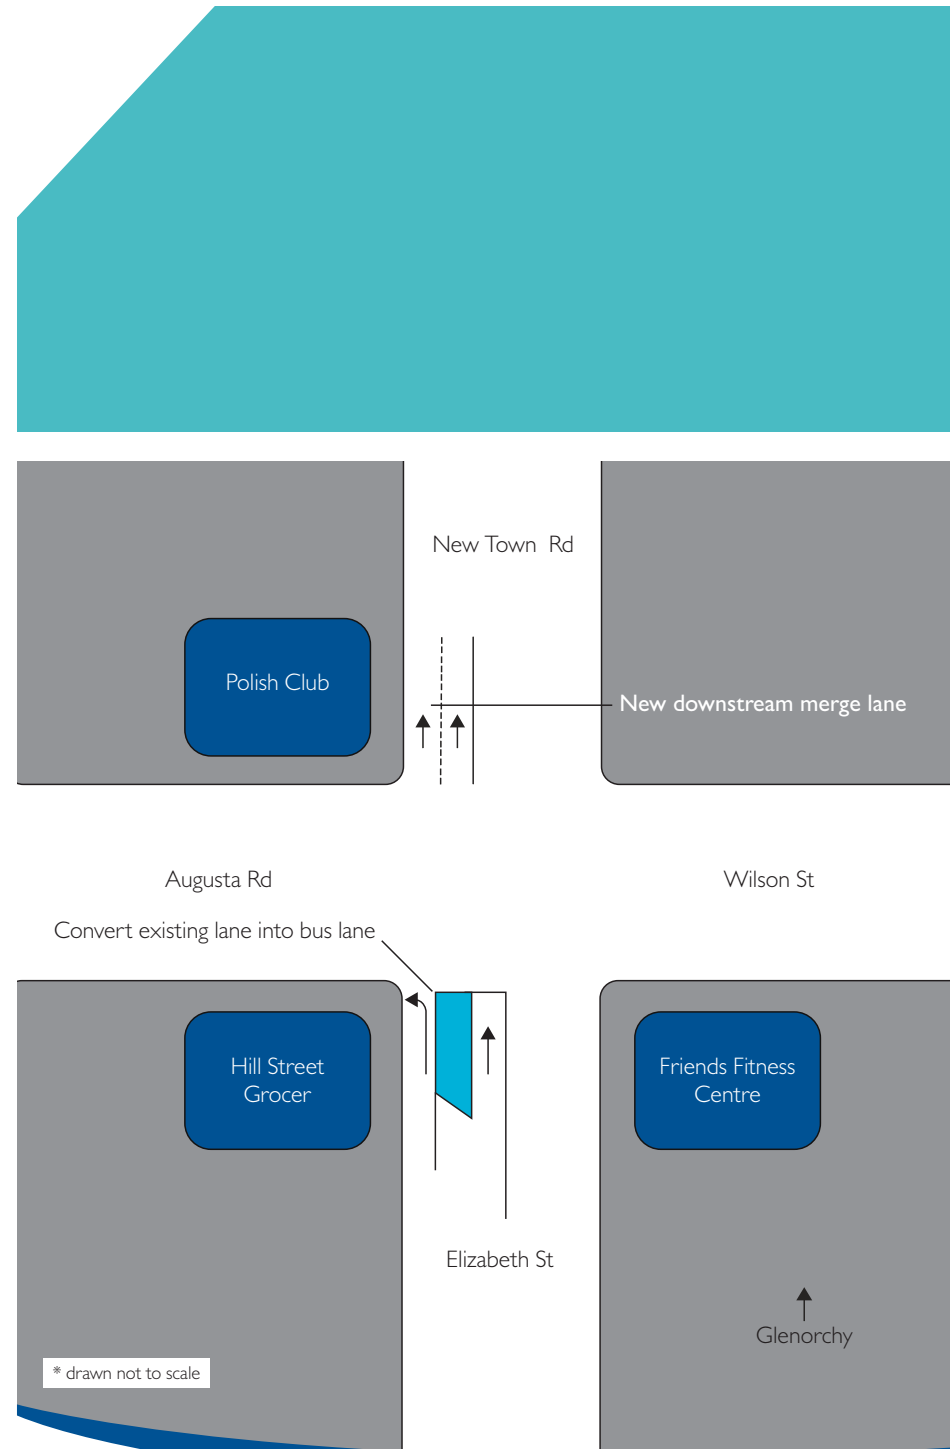 New Town Rd
Polish Club
New downstream merge lane
Augusta Rd
Wilson St
Convert existing lane into bus lane
Hill Street
Grocer
Friends Fitness
Centre
Elizabeth St
Glenorchy
* drawn not to scale